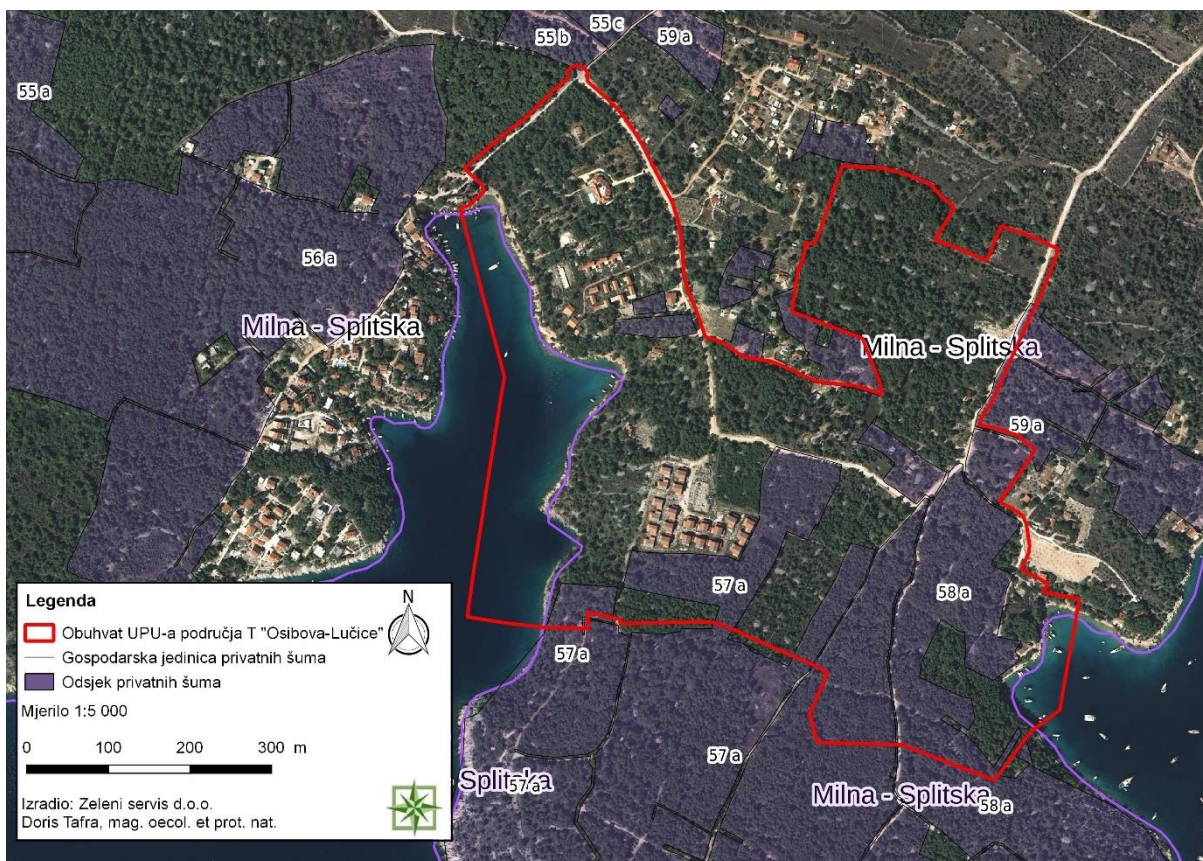 55 c
55 b
59 a
55 a
56 a
Milna - Splitska
Milna - Splitska
59 a
57 a
58 a
57 a
57 a
Splitska
57 a
Milna - Splitska
58 a
Legenda
N
Obuhvat UPU-a područja T "Osibova-Lučice"
Gospodarska jedinica privatnih šuma
Odsjek privatnih šuma
Mjerilo 1:5 000
0 100 200 300 m
Izradio: Zeleni servis d.o.o.
Doris Tafra, mag. oecol. et prot. nat.